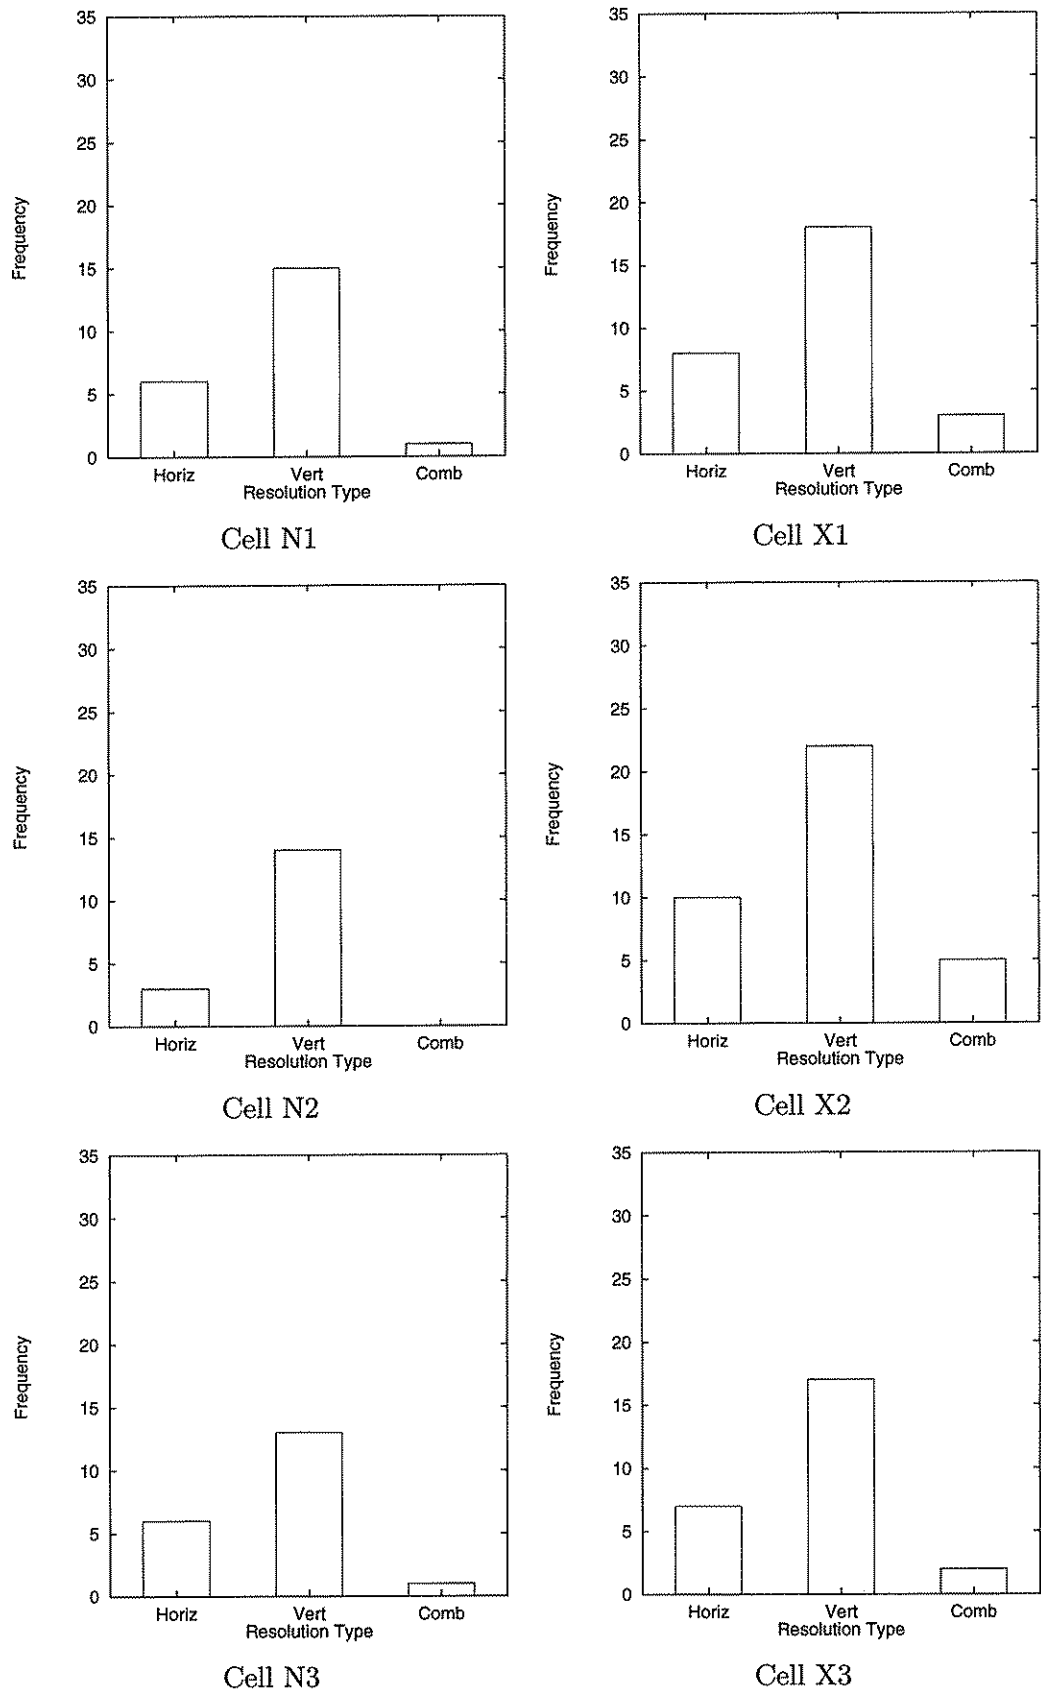 35
30
25
20
15
10
5
0
Frequency
Horiz Vert Comb
Resolution Type
Cell N1
35
30
25
20
15
10
5
0
Frequency
Horiz Vert Comb
Resolution Type
Cell X1
35
30
25
20
15
10
5
0
Frequency
Horiz Vert Comb
Resolution Type
Cell N2
35
30
25
20
15
10
5
0
Frequency
Horiz Vert Comb
Resolution Type
Cell X2
35
30
25
20
15
10
5
0
Frequency
Horiz Vert Comb
Resolution Type
Cell N3
35
30
25
20
15
10
5
0
Frequency
Horiz Vert Comb
Resolution Type
Cell X3